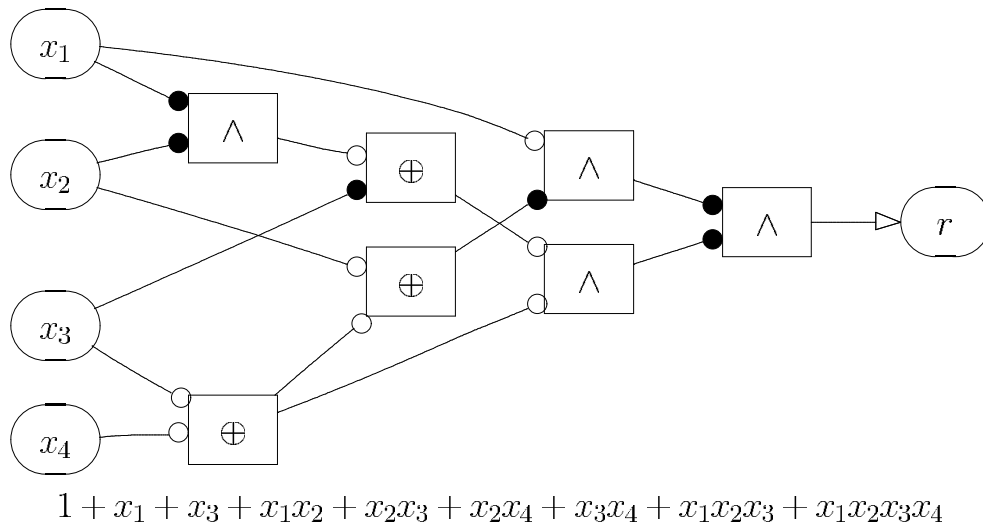 x₁
∧
x₂
⊕
∧
∧
r
⊕
∧
x₃
x₄
⊕
1 + x₁ + x₃ + x₁x₂ + x₂x₃ + x₂x₄ + x₃x₄ + x₁x₂x₃ + x₁x₂x₃x₄